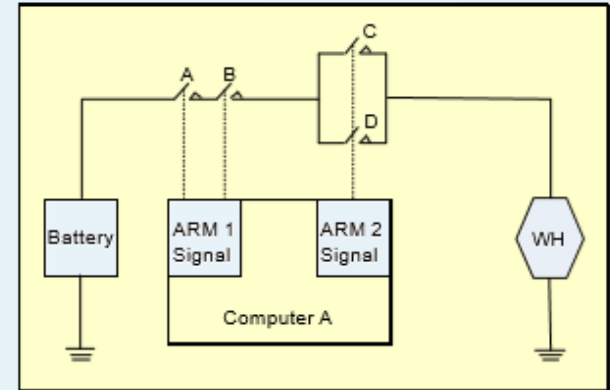 C
A B
D
Battery
ARM 1
Signal
ARM 2
Signal
WH
Computer A